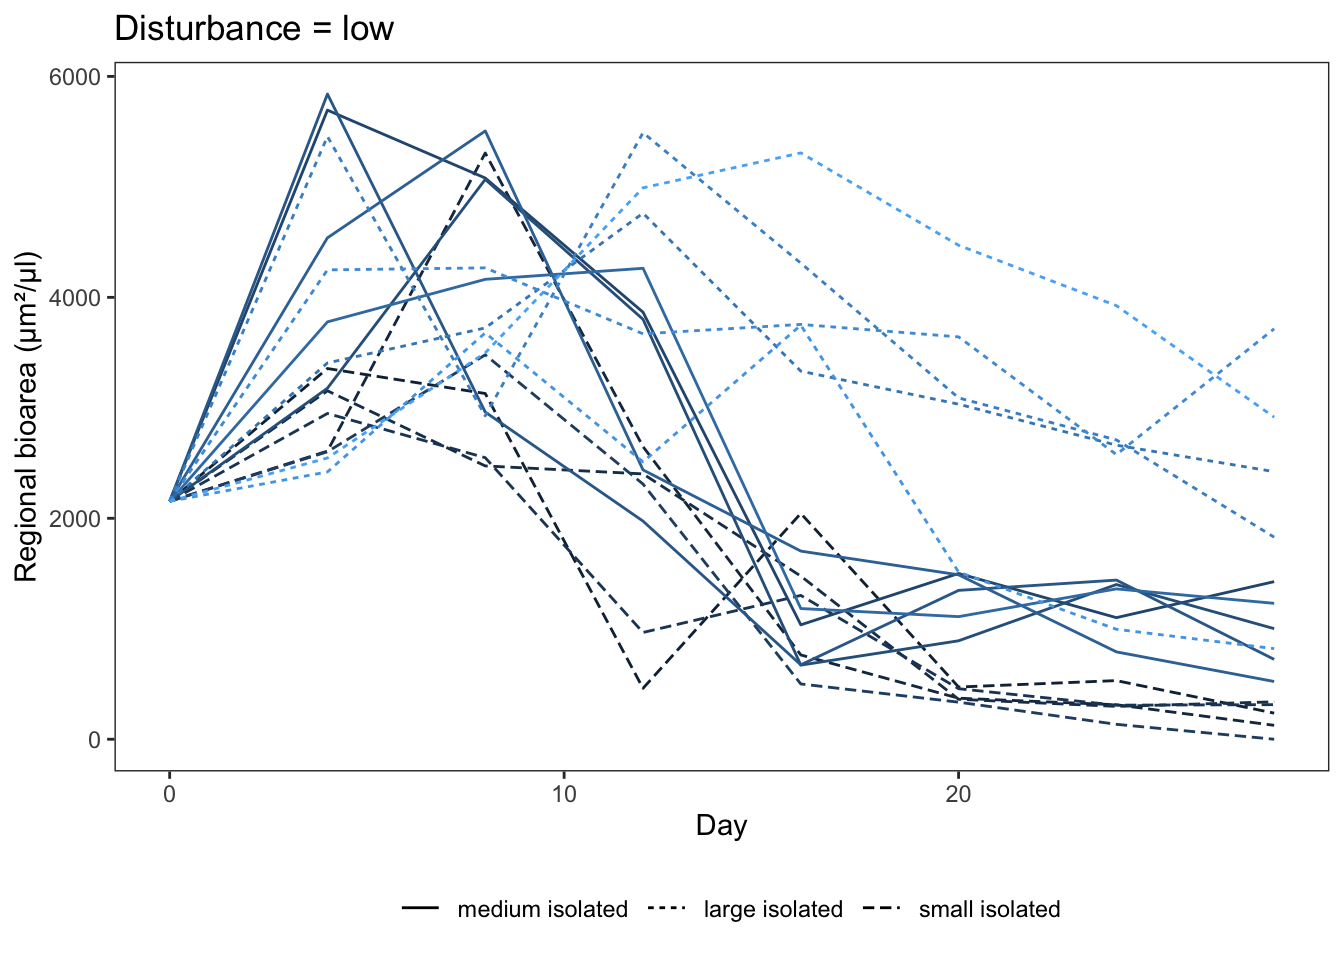 Disturbance = low
6000
4000
2000
0
Regional bioarea (μm²/μl)
0 10 20
Day
medium isolated large isolated small isolated